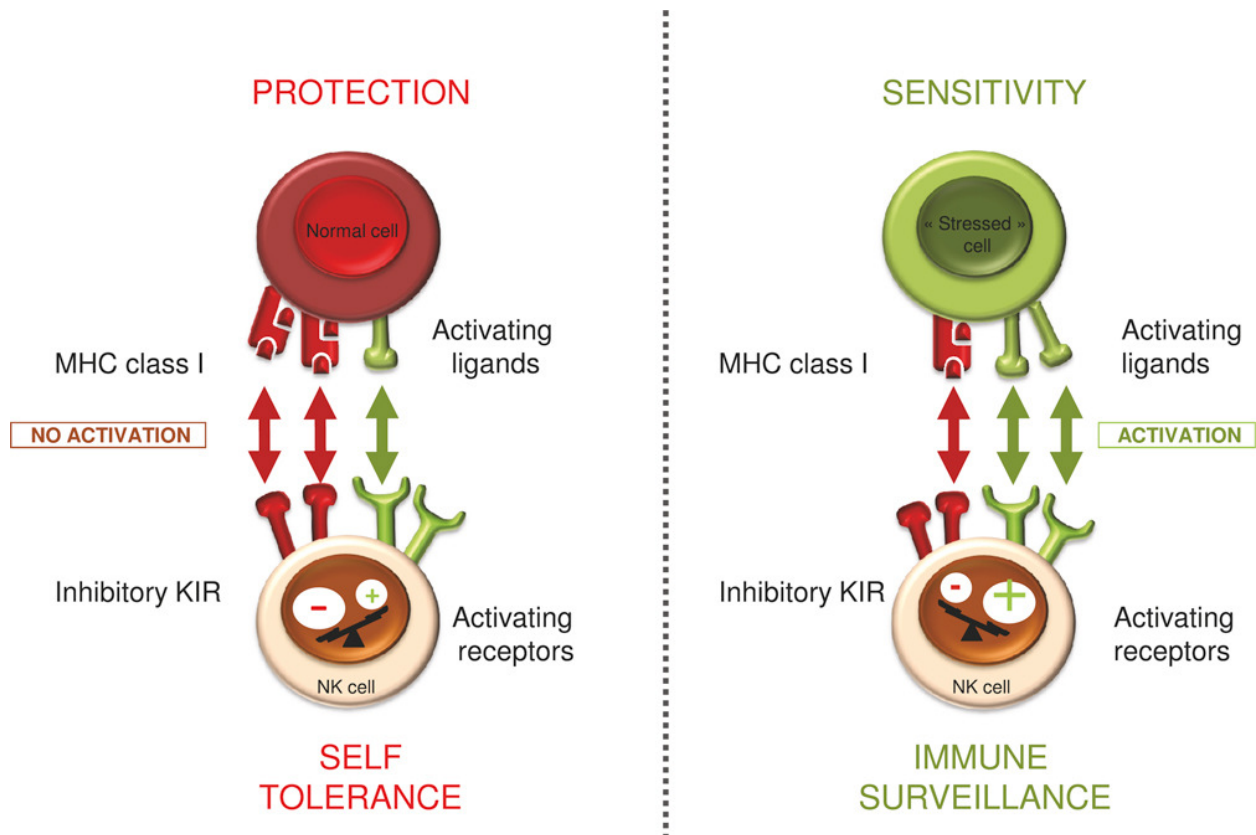 PROTECTION
Normal cell
MHC class I
Activating
ligands
NO ACTIVATION
Inhibitory KIR
-
+
Activating
receptors
NK cell
SELF
TOLERANCE
SENSITIVITY
« Stressed »
cell
MHC class I
Activating
ligands
ACTIVATION
Inhibitory KIR
-
+
Activating
receptors
NK cell
IMMUNE
SURVEILLANCE